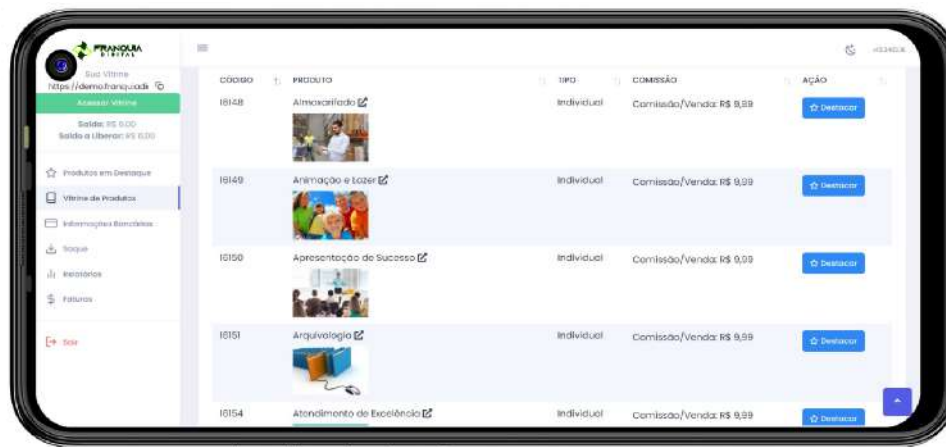 FRANQUIA
DIGITAL
Sua Vitrine
https://demo.franquiadi
Acessar Vitrine
Saldo: R$ 0,00
Saldo a Liberar: R$ 0,00
Produtos em Destaque
Vitrine de Produtos
Informações Bancárias
Saque
Relatórios
Faturas
Sair
CÓDIGO PRODUTO TIPO COMISSÃO AÇÃO
16148 Almoxarifado Individual Comissão/Venda: R$ 9,99 Destacar
16149 Animação e Lazer Individual Comissão/Venda: R$ 9,99 Destacar
16150 Apresentação de Sucesso Individual Comissão/Venda: R$ 9,99 Destacar
16151 Arquivologia Individual Comissão/Venda: R$ 9,99 Destacar
16154 Atendimento de Excelência Individual Comissão/Venda: R$ 9,99 Destacar